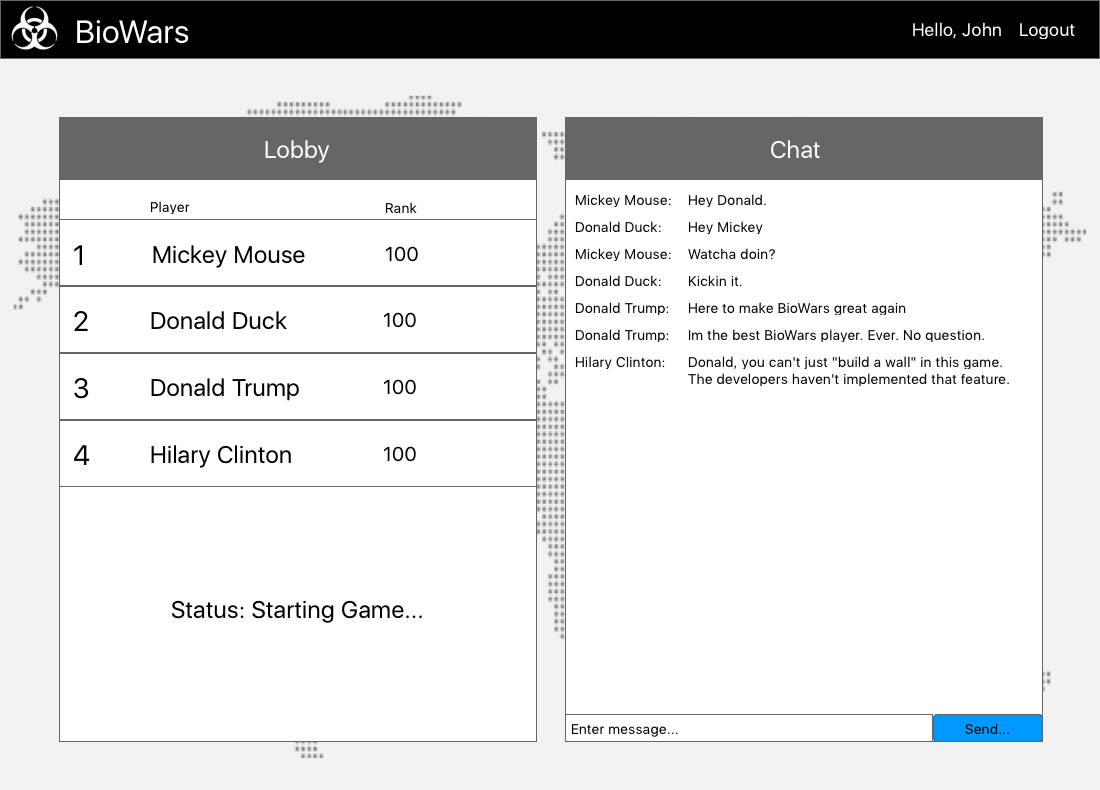 BioWars
Hello, John Logout
Lobby
Player Rank
1 Mickey Mouse 100
2 Donald Duck 100
3 Donald Trump 100
4 Hilary Clinton 100
Status: Starting Game...
Chat
Mickey Mouse: Hey Donald.
Donald Duck: Hey Mickey
Mickey Mouse: Watcha doin?
Donald Duck: Kickin it.
Donald Trump: Here to make BioWars great again
Donald Trump: Im the best BioWars player. Ever. No question.
Hilary Clinton: Donald, you can't just "build a wall" in this game.
The developers haven't implemented that feature.
Enter message...
Send...